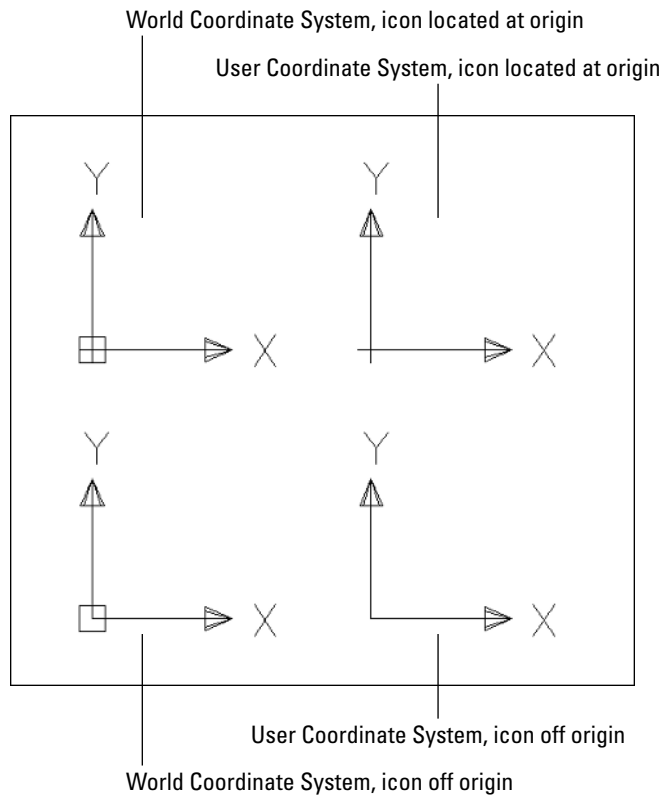 World Coordinate System, icon located at origin
User Coordinate System, icon located at origin
Y Y
X X
Y Y
X X
User Coordinate System, icon off origin
World Coordinate System, icon off origin